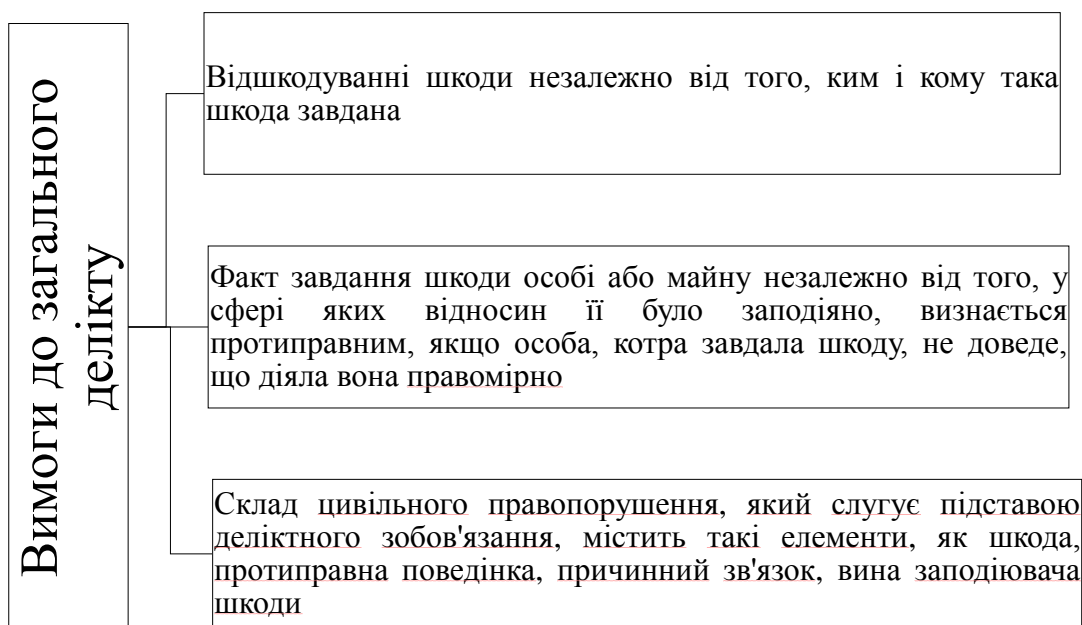 Вимоги до загального
делікту
Відшкодуванні шкоди незалежно від того, ким і кому така
шкода завдана
Факт завдання шкоди особі або майну незалежно від того, у
сфері яких відносин її було заподіяно, визнається
протиправним, якщо особа, котра завдала шкоду, не доведе,
що діяла вона правомірно
Склад цивільного правопорушення, який слугує підставою
деліктного зобов'язання, містить такі елементи, як шкода,
протиправна поведінка, причинний зв'язок, вина заподіювача
шкоди